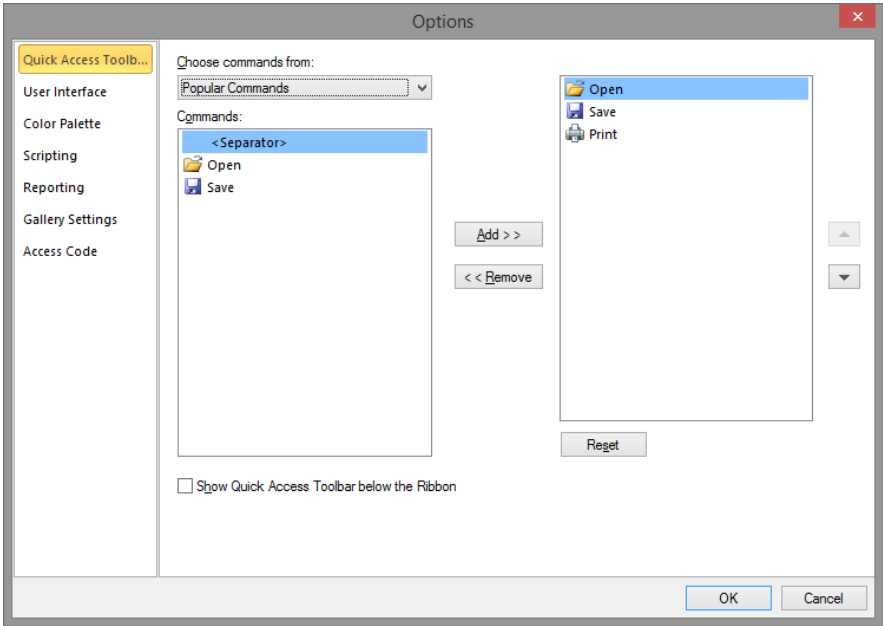 Options
Quick Access Toolb...
User Interface
Color Palette
Scripting
Reporting
Gallery Settings
Access Code
Choose commands from:
Popular Commands
Commands:
<Separator>
Open
Save
Add > >
< < Remove
Open
Save
Print
Reset
Show Quick Access Toolbar below the Ribbon
OK
Cancel